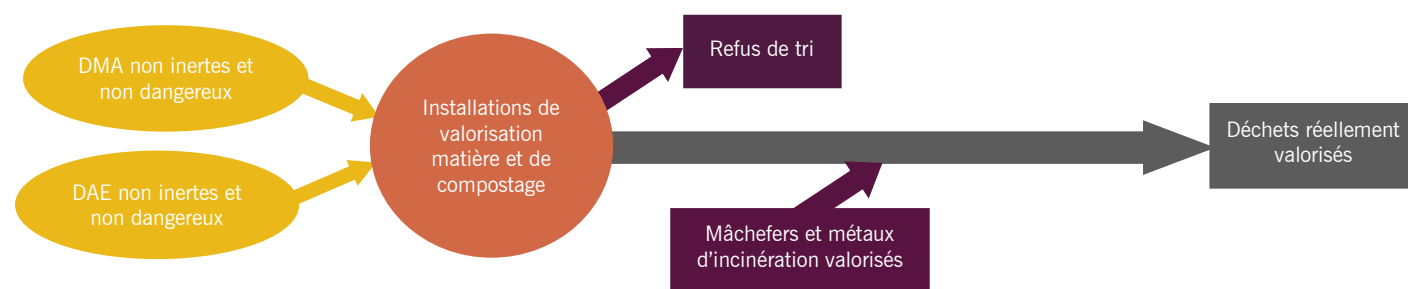 DMA non inertes et
non dangereux
DAE non inertes et
non dangereux
Installations de
valorisation
matière et de
compostage
Refus de tri
Mâchefers et métaux
d'incinération valorisés
Déchets réellement
valorisés